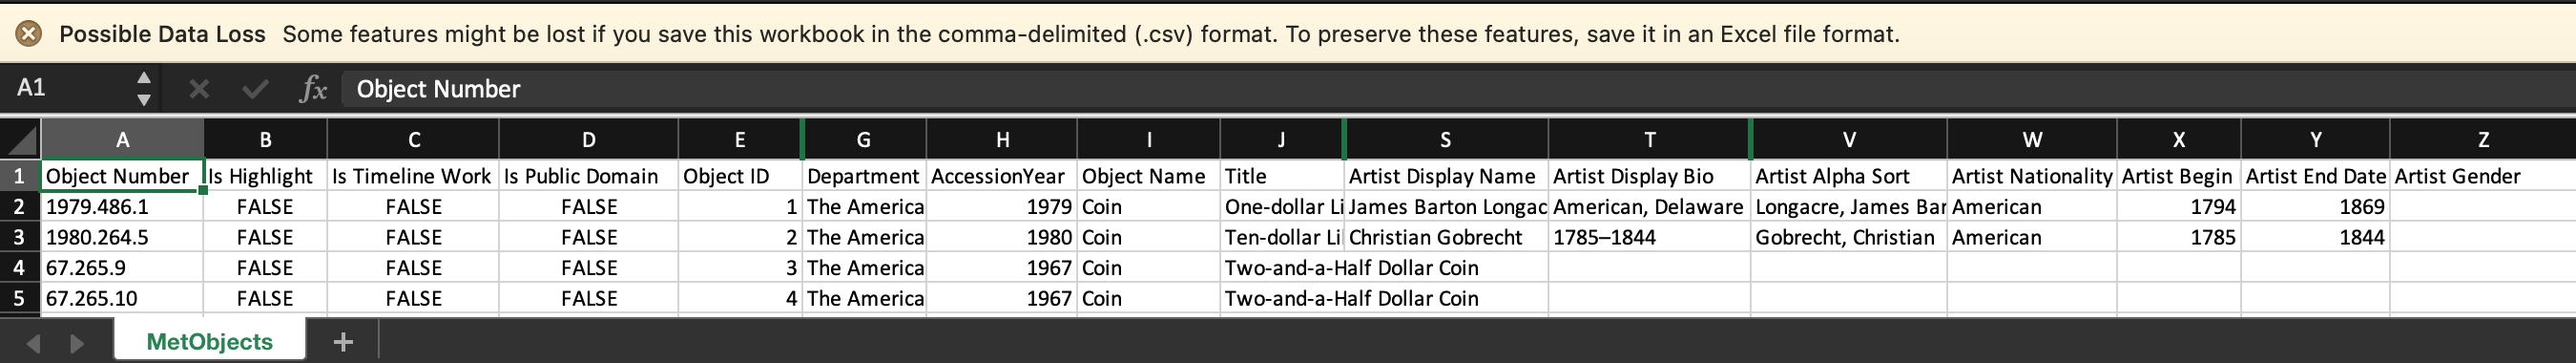 Possible Data Loss Some features might be lost if you save this workbook in the comma-delimited (.csv) format. To preserve these features, save it in an Excel file format.
A1 fx Object Number
A B C D E G H I J S T V W X Y Z
1 Object Number Is Highlight Is Timeline Work Is Public Domain Object ID Department AccessionYear Object Name Title Artist Display Name Artist Display Bio Artist Alpha Sort Artist Nationality Artist Begin Artist End Date Artist Gender
2 1979.486.1 FALSE FALSE FALSE 1 The America 1979 Coin One-dollar Li James Barton Longac American, Delaware Longacre, James Bar American 1794 1869
3 1980.264.5 FALSE FALSE FALSE 2 The America 1980 Coin Ten-dollar Li Christian Gobrecht 1785–1844 Gobrecht, Christian American 1785 1844
4 67.265.9 FALSE FALSE FALSE 3 The America 1967 Coin Two-and-a-Half Dollar Coin
5 67.265.10 FALSE FALSE FALSE 4 The America 1967 Coin Two-and-a-Half Dollar Coin
MetObjects +